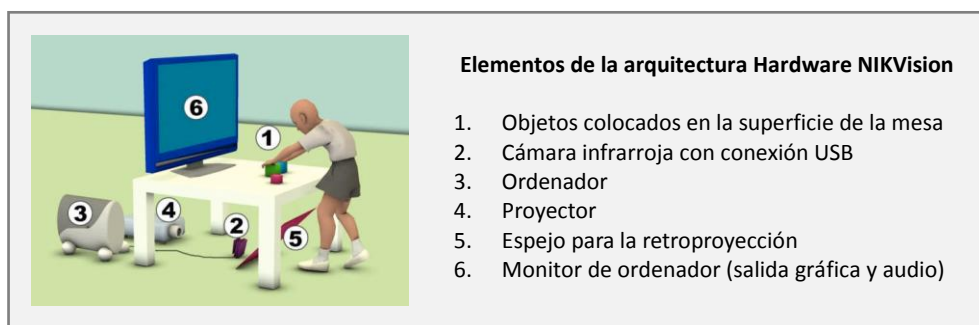 Elementos de la arquitectura Hardware NIKVision
1. Objetos colocados en la superficie de la mesa
2. Cámara infrarroja con conexión USB
3. Ordenador
4. Proyector
5. Espejo para la retroproyección
6. Monitor de ordenador (salida gráfica y audio)
6
1
3
4
2
5